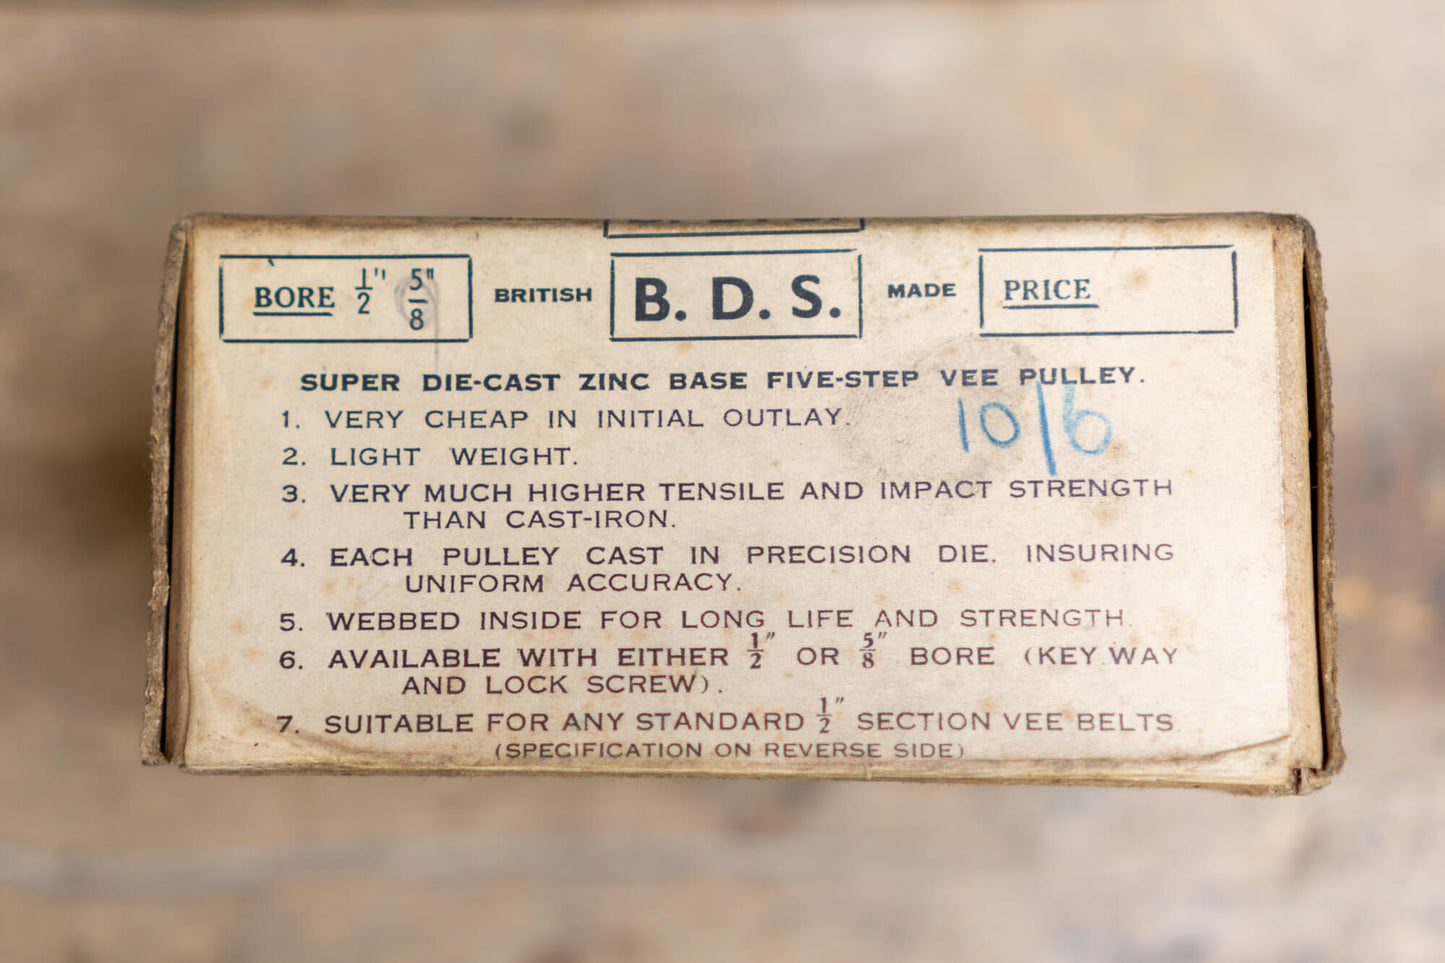 BORE 1/2" 5/8" BRITISH B. D. S. MADE PRICE
SUPER DIE-CAST ZINC BASE FIVE-STEP VEE PULLEY.
10/6
1. VERY CHEAP IN INITIAL OUTLAY.
2. LIGHT WEIGHT.
3. VERY MUCH HIGHER TENSILE AND IMPACT STRENGTH
THAN CAST-IRON.
4. EACH PULLEY CAST IN PRECISION DIE. INSURING
UNIFORM ACCURACY.
5. WEBBED INSIDE FOR LONG LIFE AND STRENGTH.
6. AVAILABLE WITH EITHER 1/2" OR 5/8" BORE (KEY WAY
AND LOCK SCREW).
7. SUITABLE FOR ANY STANDARD 1/2" SECTION VEE BELTS
(SPECIFICATION ON REVERSE SIDE)